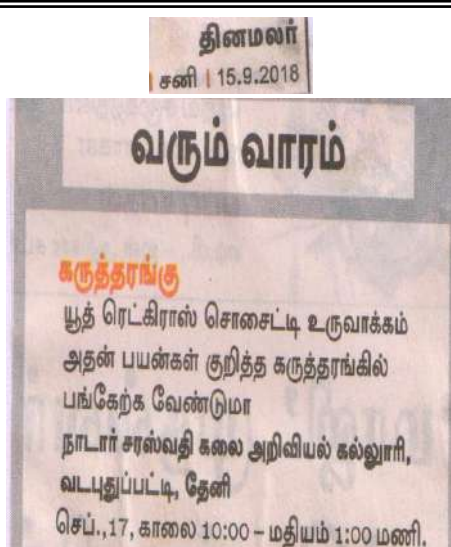 தினமலர்
சனி | 15.9.2018
வரும் வாரம்
கருத்தரங்கு
யூத் ரெட்கிராஸ் சொசைட்டி உருவாக்கம்
அதன் பயன்கள் குறித்த கருத்தரங்கில்
பங்கேற்க வேண்டுமா
நாடார் சரஸ்வதி கலை அறிவியல் கல்லூரி,
வடபுதுப்பட்டி, தேனி
செப்.,17, காலை 10:00 – மதியம் 1:00 மணி.